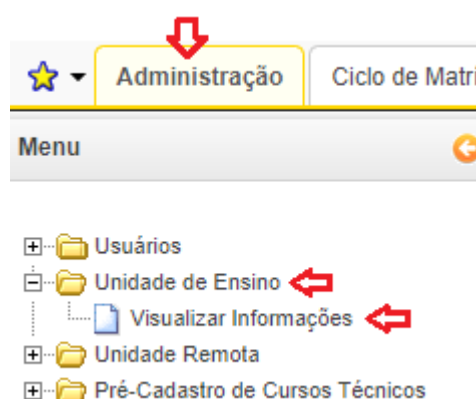 Administração Ciclo de Matri
Menu
Usuários
Unidade de Ensino
Visualizar Informações
Unidade Remota
Pré-Cadastro de Cursos Técnicos